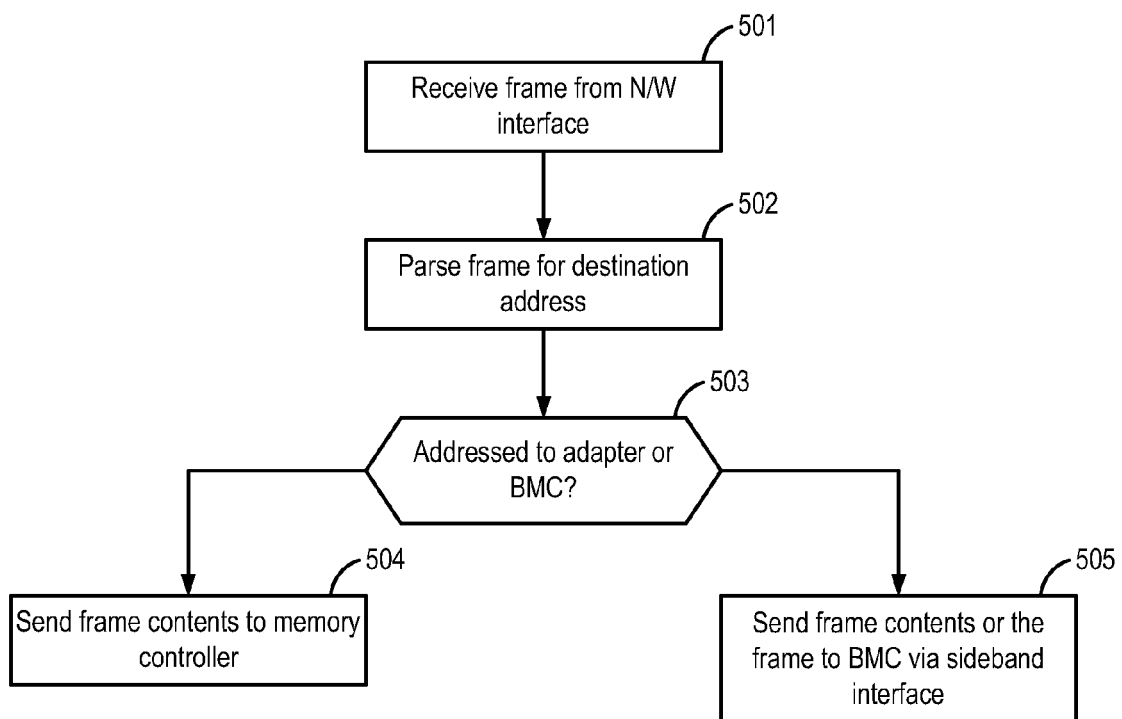 501
Receive frame from N/W
interface
502
Parse frame for destination
address
503
Addressed to adapter or
BMC?
504
Send frame contents to memory
controller
505
Send frame contents or the
frame to BMC via sideband
interface